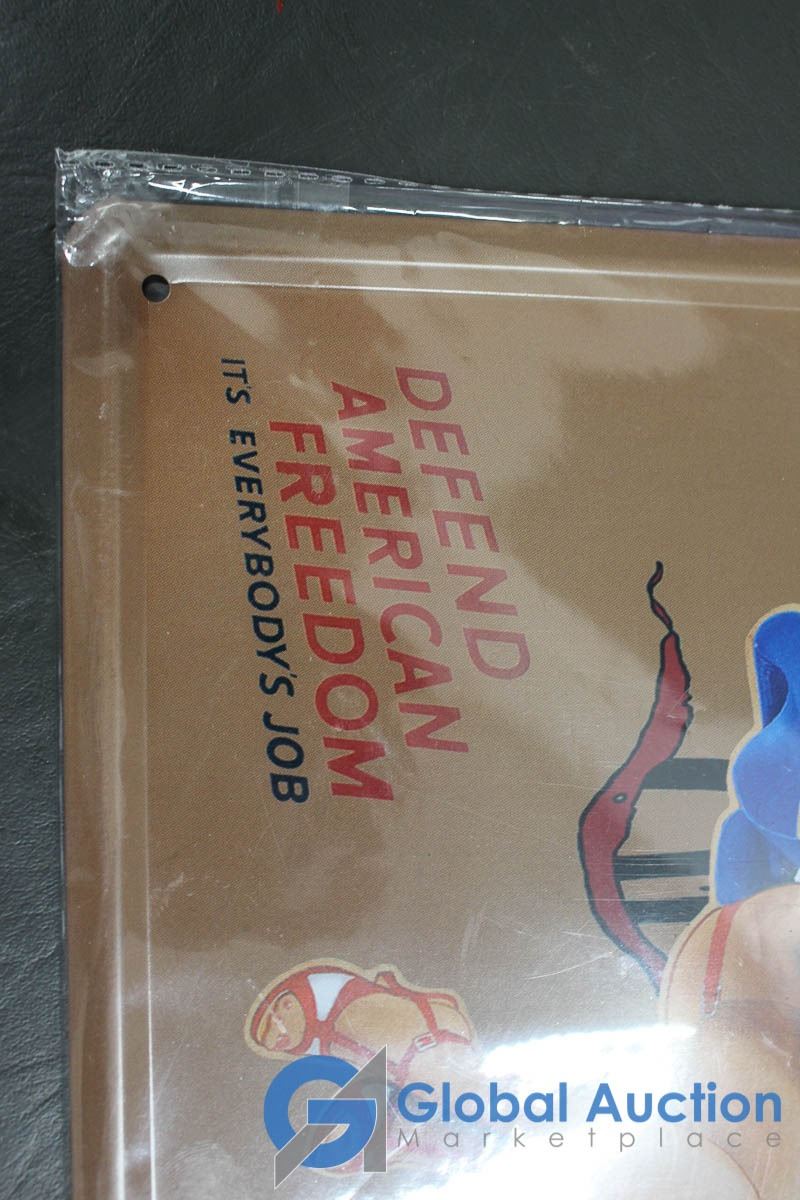 DEFEND
AMERICAN
FREEDOM
IT'S EVERYBODY'S JOB
Global Auction
Marketplace